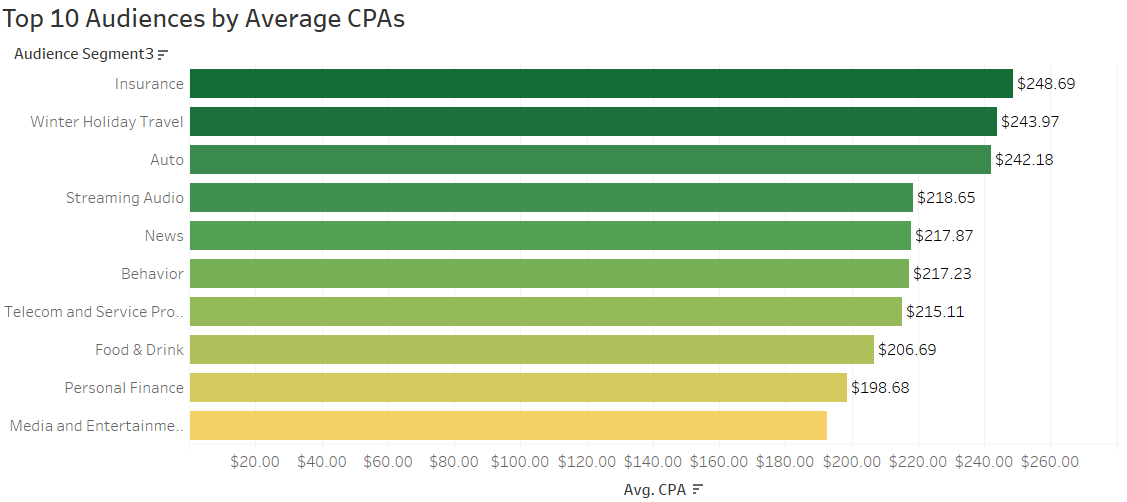 Top 10 Audiences by Average CPAs
Audience Segment3
Insurance $248.69
Winter Holiday Travel $243.97
Auto $242.18
Streaming Audio $218.65
News $217.87
Behavior $217.23
Telecom and Service Pro.. $215.11
Food & Drink $206.69
Personal Finance $198.68
Media and Entertainme..
$20.00 $40.00 $60.00 $80.00 $100.00 $120.00 $140.00 $160.00 $180.00 $200.00 $220.00 $240.00 $260.00
Avg. CPA